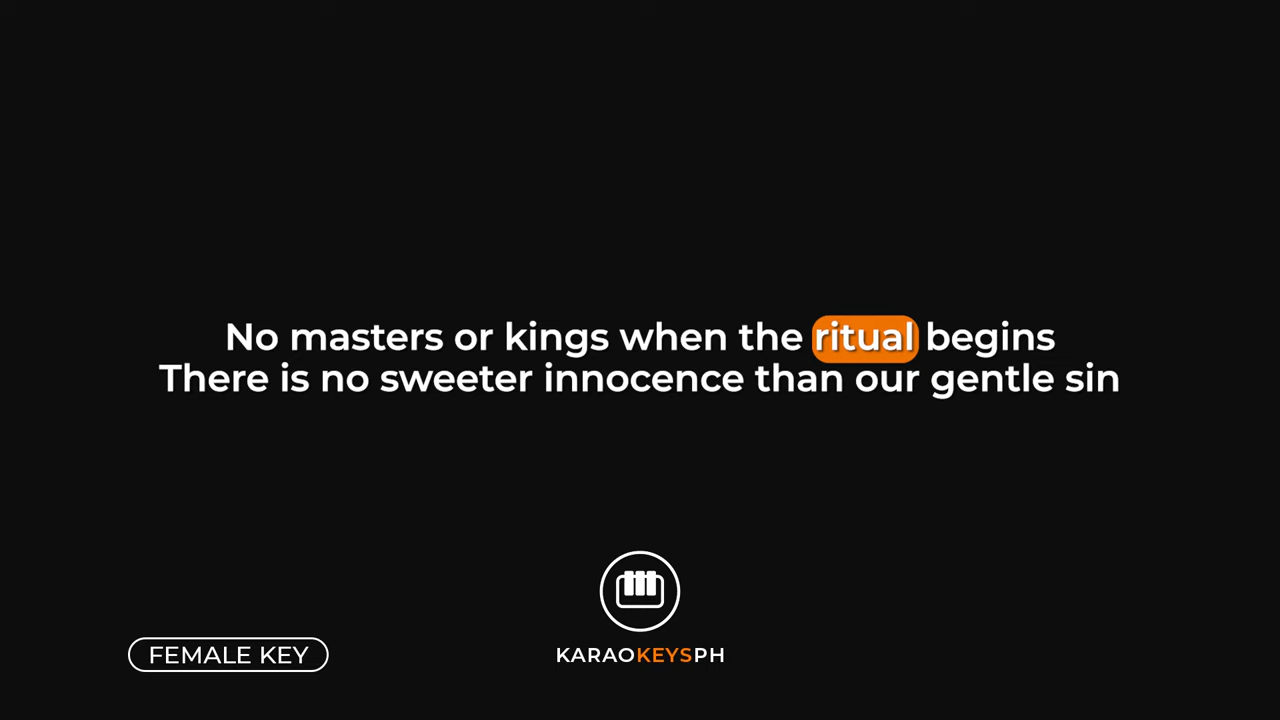 No masters or kings when the ritual begins
There is no sweeter innocence than our gentle sin
FEMALE KEY
KARAOKEYSPH